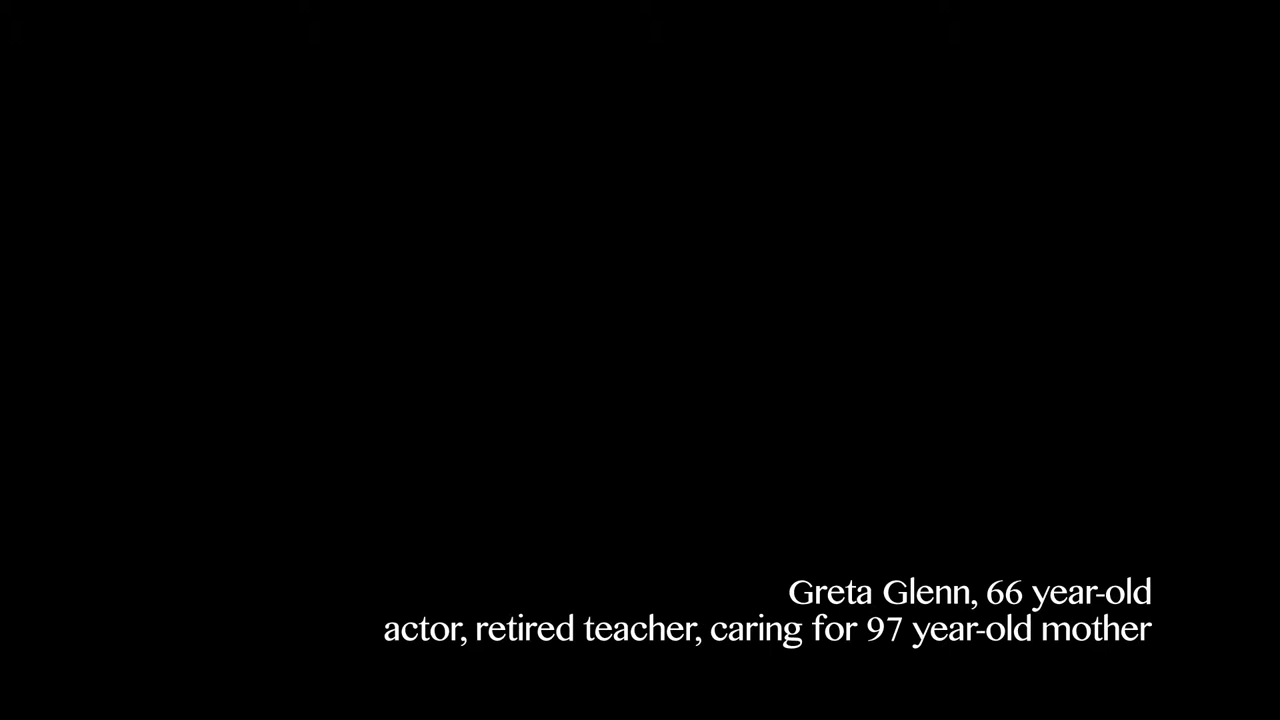 Greta Glenn, 66 year-old
actor, retired teacher, caring for 97 year-old mother